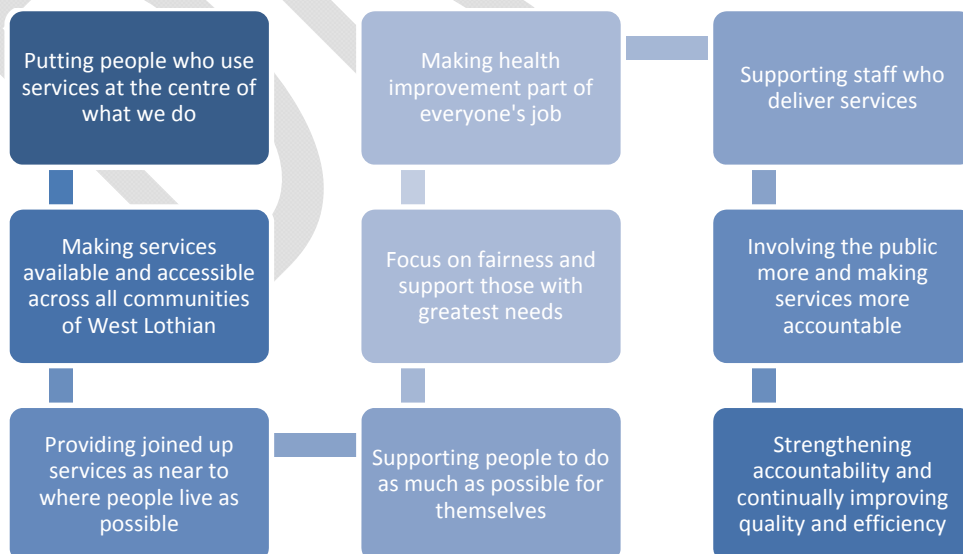 Putting people who use
services at the centre of
what we do
Making services
available and accessible
across all communities
of West Lothian
Providing joined up
services as near to
where people live as
possible
Supporting people to do
as much as possible for
themselves
Focus on fairness and
support those with
greatest needs
Making health
improvement part of
everyone's job
Supporting staff who
deliver services
Involving the public
more and making
services more
accountable
Strengthening
accountability and
continually improving
quality and efficiency